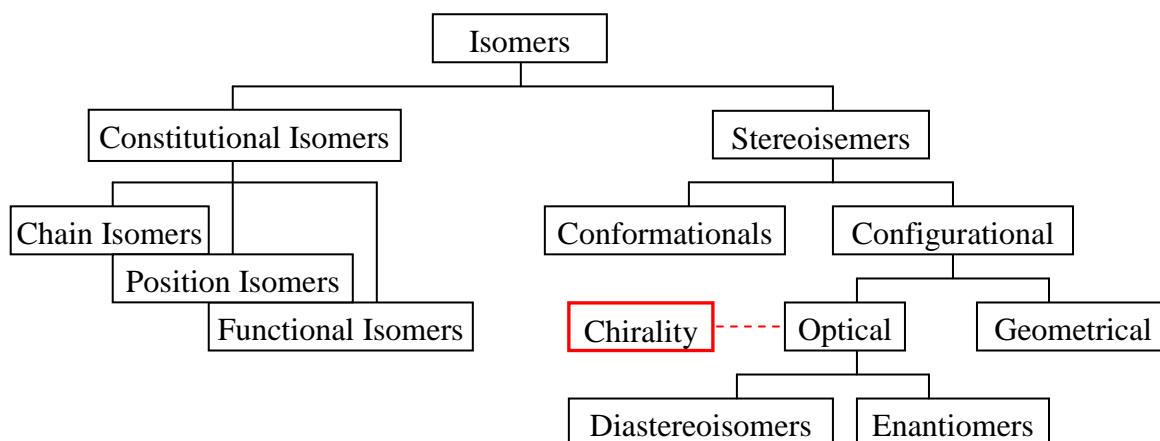 Isomers
Constitutional Isomers
Stereoisemers
Chain Isomers
Conformationals
Configurational
Position Isomers
Functional Isomers
Chirality
Optical
Geometrical
Diastereoisomers
Enantiomers